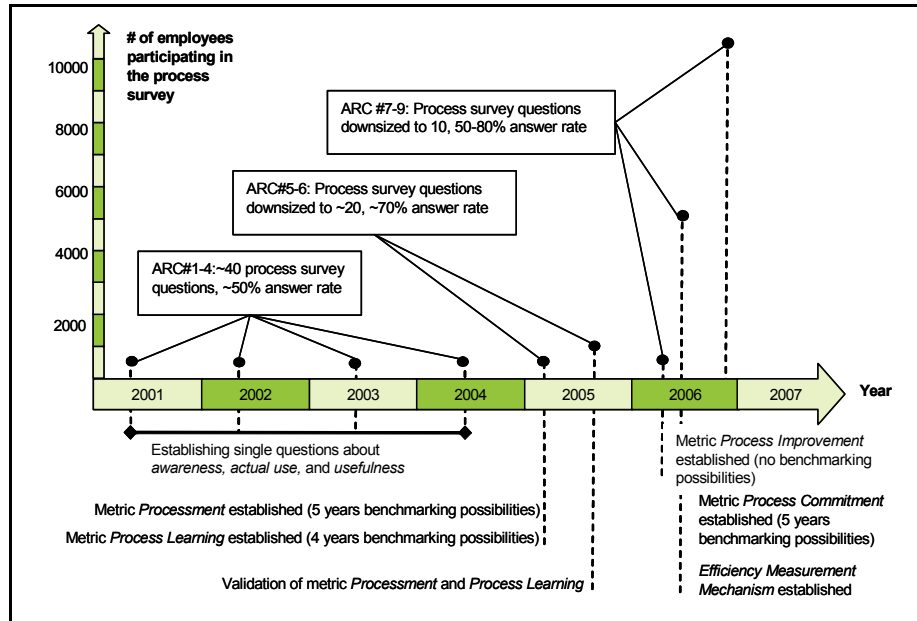 # of employees
participating in
the process
survey
10000
8000
6000
4000
2000
ARC #7-9: Process survey questions
downsized to 10, 50-80% answer rate
ARC#5-6: Process survey questions
downsized to ~20, ~70% answer rate
ARC#1-4:~40 process survey
questions, ~50% answer rate
2001
2002
2003
2004
2005
2006
2007
Year
Establishing single questions about
awareness, actual use, and usefulness
Metric Processment established (5 years benchmarking possibilities)
Metric Process Learning established (4 years benchmarking possibilities)
Validation of metric Processment and Process Learning
Metric Process Improvement
established (no benchmarking
possibilities)
Metric Process Commitment
established (5 years
benchmarking possibilities)
Efficiency Measurement
Mechanism established